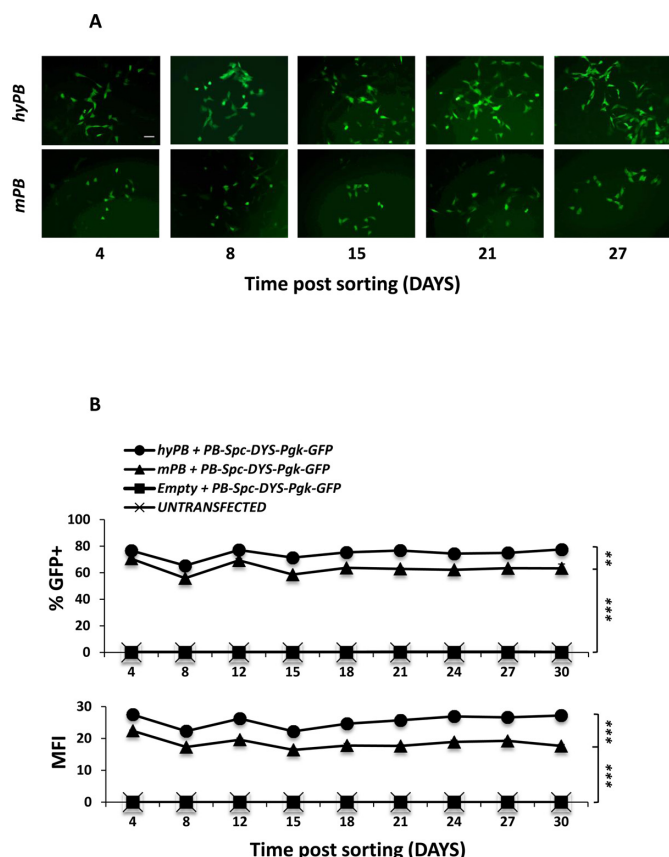 A
hyPB
mPB
4 8 15 21 27
Time post sorting (DAYS)
B
hyPB + PB-Spc-DYS-Pgk-GFP
mPB + PB-Spc-DYS-Pgk-GFP
Empty + PB-Spc-DYS-Pgk-GFP
UNTRANSFECTED
% GFP+
100
80
60
40
20
0
4 8 12 15 18 21 24 27 30
**
***
MFI
30
20
10
0
4 8 12 15 18 21 24 27 30
***
***
Time post sorting (DAYS)